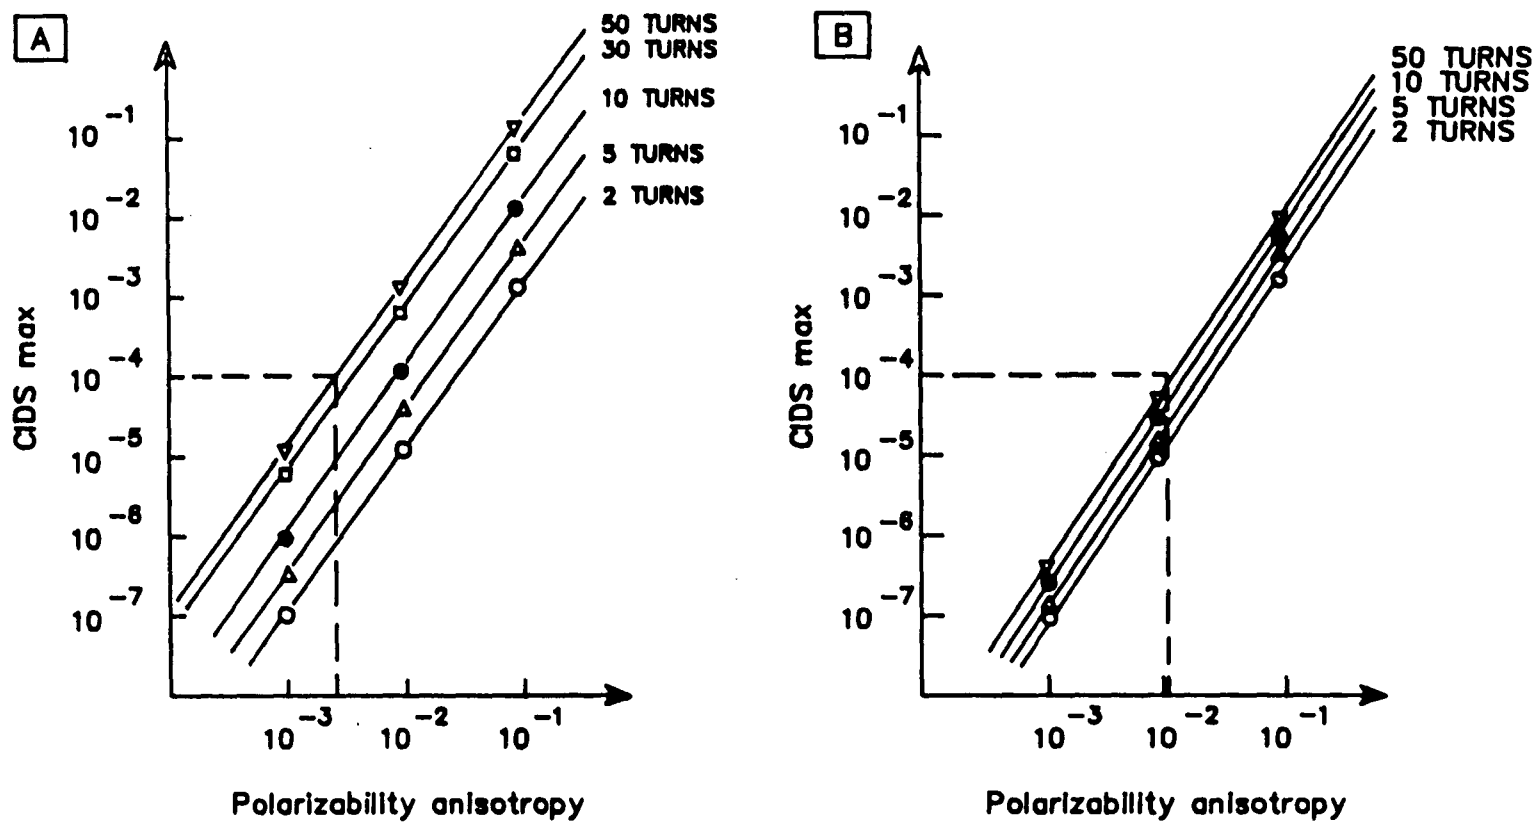 A
50 TURNS
30 TURNS
10 TURNS
5 TURNS
2 TURNS
10 -1
10 -2
10 -3
10 -4
10 -5
10 -6
10 -7
CIDS max
10 -3
10 -2
10 -1
Polarizability anisotropy
B
50 TURNS
10 TURNS
5 TURNS
2 TURNS
10 -1
10 -2
10 -3
10 -4
10 -5
10 -6
10 -7
CIDS max
10 -3
10 -2
10 -1
Polarizability anisotropy